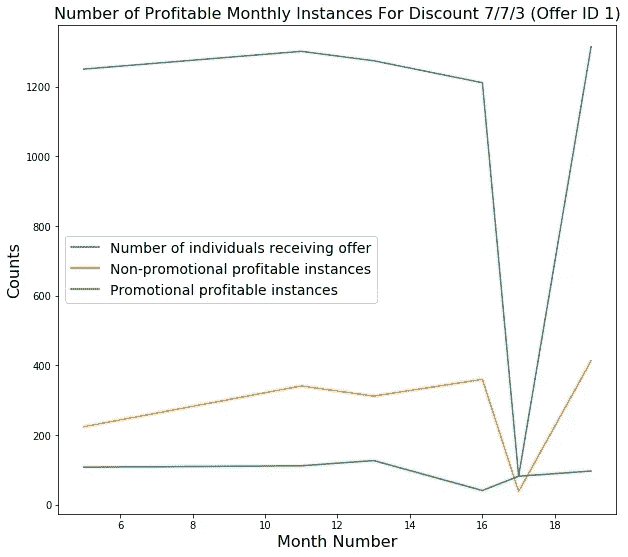 Number of Profitable Monthly Instances For Discount 7/7/3 (Offer ID 1)
1200
1000
800
600
400
200
0
Counts
Number of individuals receiving offer
Non-promotional profitable instances
Promotional profitable instances
6 8 10 12 14 16 18
Month Number